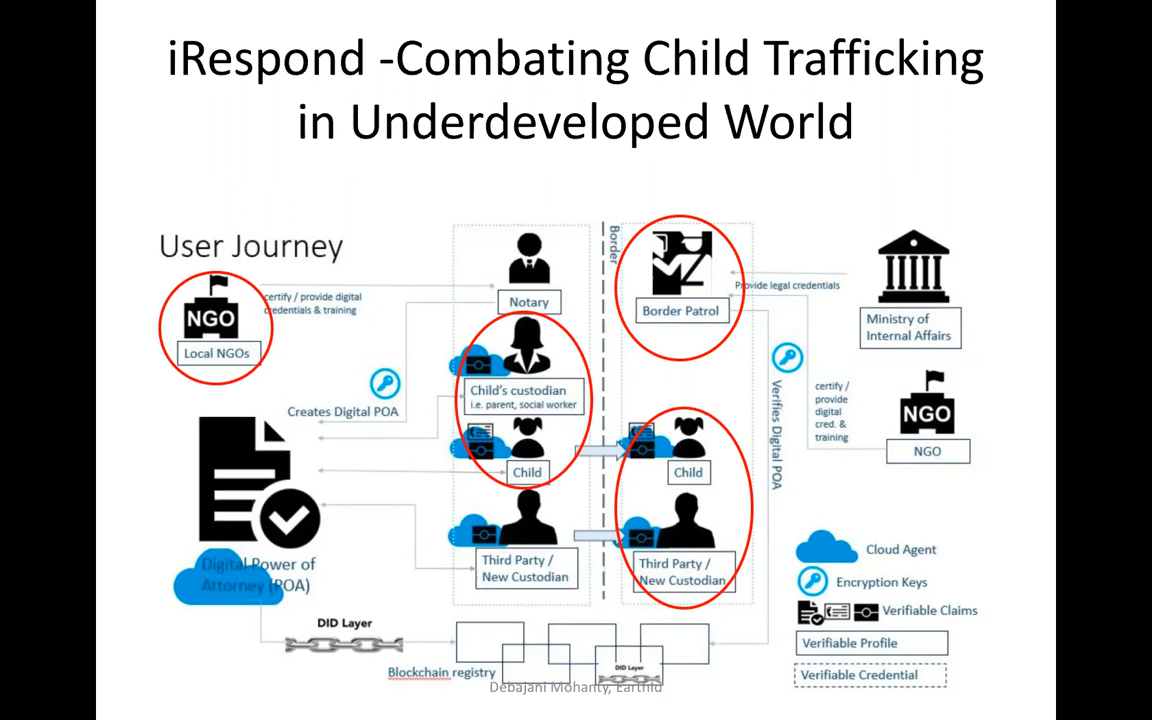 iRespond -Combating Child Trafficking
in Underdeveloped World
User Journey
NGO
Local NGOs
certify / provide digital
credentials & training
Notary
Creates Digital POA
Child's custodian
i.e. parent, social worker
Child
Third Party /
New Custodian
Digital Power of
Attorney (POA)
Border
Border Patrol
Child
Third Party /
New Custodian
Provide legal credentials
Ministry of
Internal Affairs
Verifies Digital POA
certify /
provide
digital
cred. &
training
NGO
NGO
DID Layer
Blockchain registry
DID Layer
Cloud Agent
Encryption Keys
Verifiable Claims
Verifiable Profile
Verifiable Credential
Debajani Mohanty, EarthId